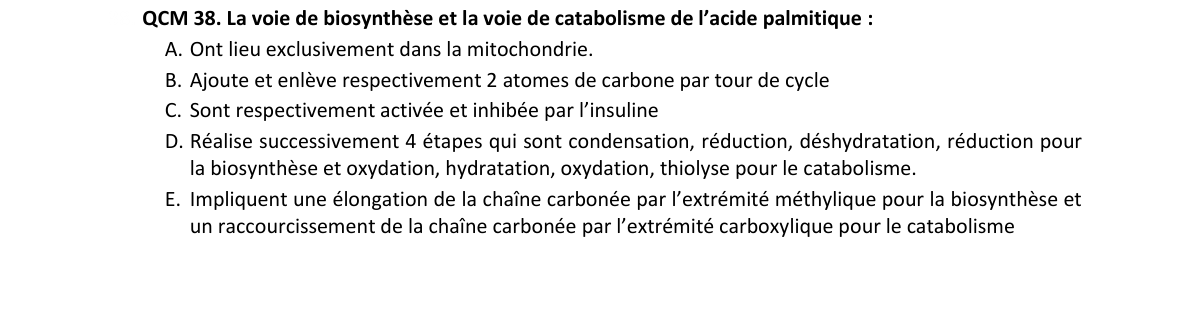 QCM 38. La voie de biosynthèse et la voie de catabolisme de l’acide palmitique :
A. Ont lieu exclusivement dans la mitochondrie.
B. Ajoute et enlève respectivement 2 atomes de carbone par tour de cycle
C. Sont respectivement activée et inhibée par l’insuline
D. Réalise successivement 4 étapes qui sont condensation, réduction, déshydratation, réduction pour
la biosynthèse et oxydation, hydratation, oxydation, thiolyse pour le catabolisme.
E. Impliquent une élongation de la chaîne carbonée par l’extrémité méthylique pour la biosynthèse et
un raccourcissement de la chaîne carbonée par l’extrémité carboxylique pour le catabolisme